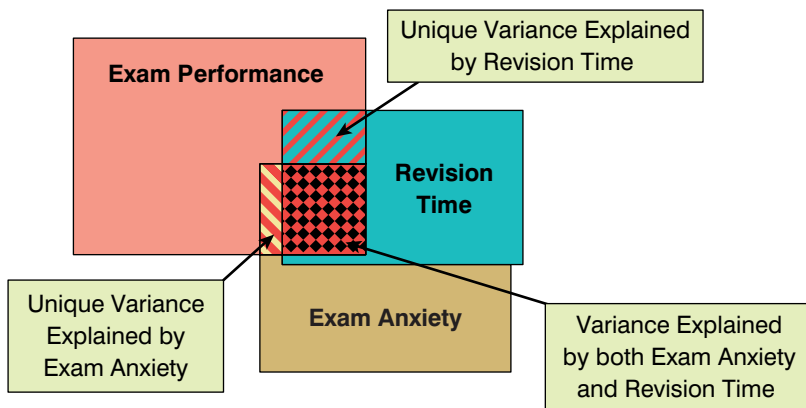 Unique Variance Explained
by Revision Time
Exam Performance
Revision
Time
Unique Variance
Explained by
Exam Anxiety
Exam Anxiety
Variance Explained
by both Exam Anxiety
and Revision Time